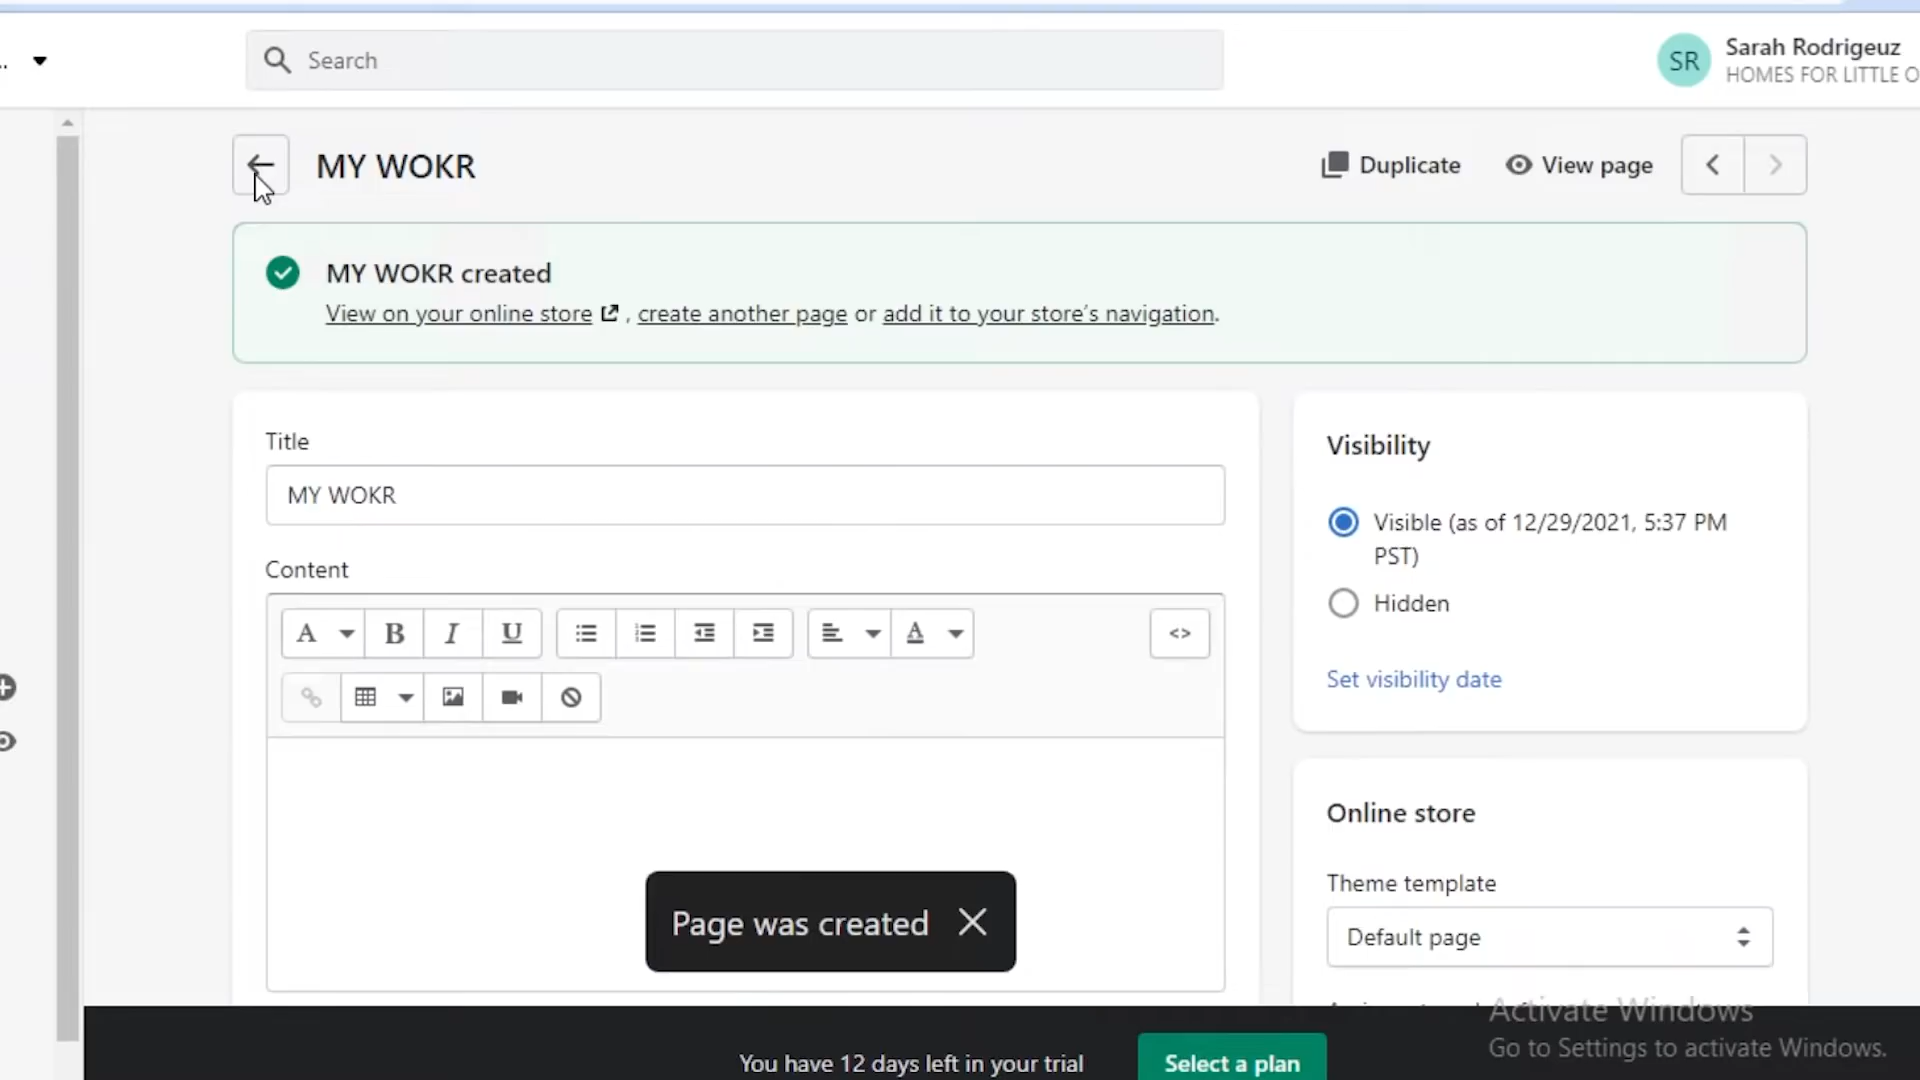 ..
Search
SR
Sarah Rodrigeuz
HOMES FOR LITTLE O
MY WOKR
Duplicate
View page
MY WOKR created
View on your online store , create another page or add it to your store's navigation.
Title
MY WOKR
Content
A
B
I
U
A
<>
Visibility
Visible (as of 12/29/2021, 5:37 PM
PST)
Hidden
Set visibility date
Online store
Theme template
Default page
Page was created
You have 12 days left in your trial
Select a plan
Activate Windows
Go to Settings to activate Windows.